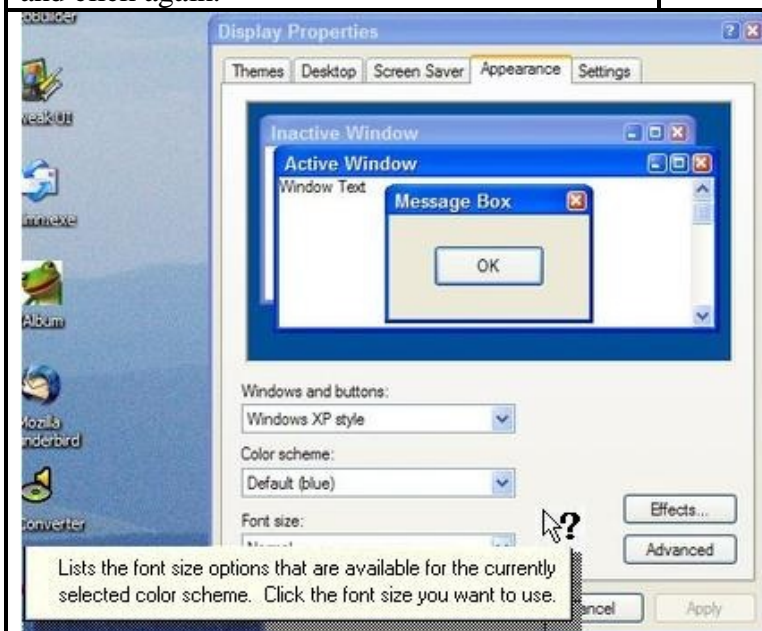 and click again.
Display Properties
Themes Desktop Screen Saver Appearance Settings
Inactive Window
Active Window
Window Text
Message Box
OK
Windows and buttons:
Windows XP style
Color scheme:
Default (blue)
Font size:
Normal
Effects...
Advanced
Lists the font size options that are available for the currently
selected color scheme. Click the font size you want to use.
Apply
Album
Converter